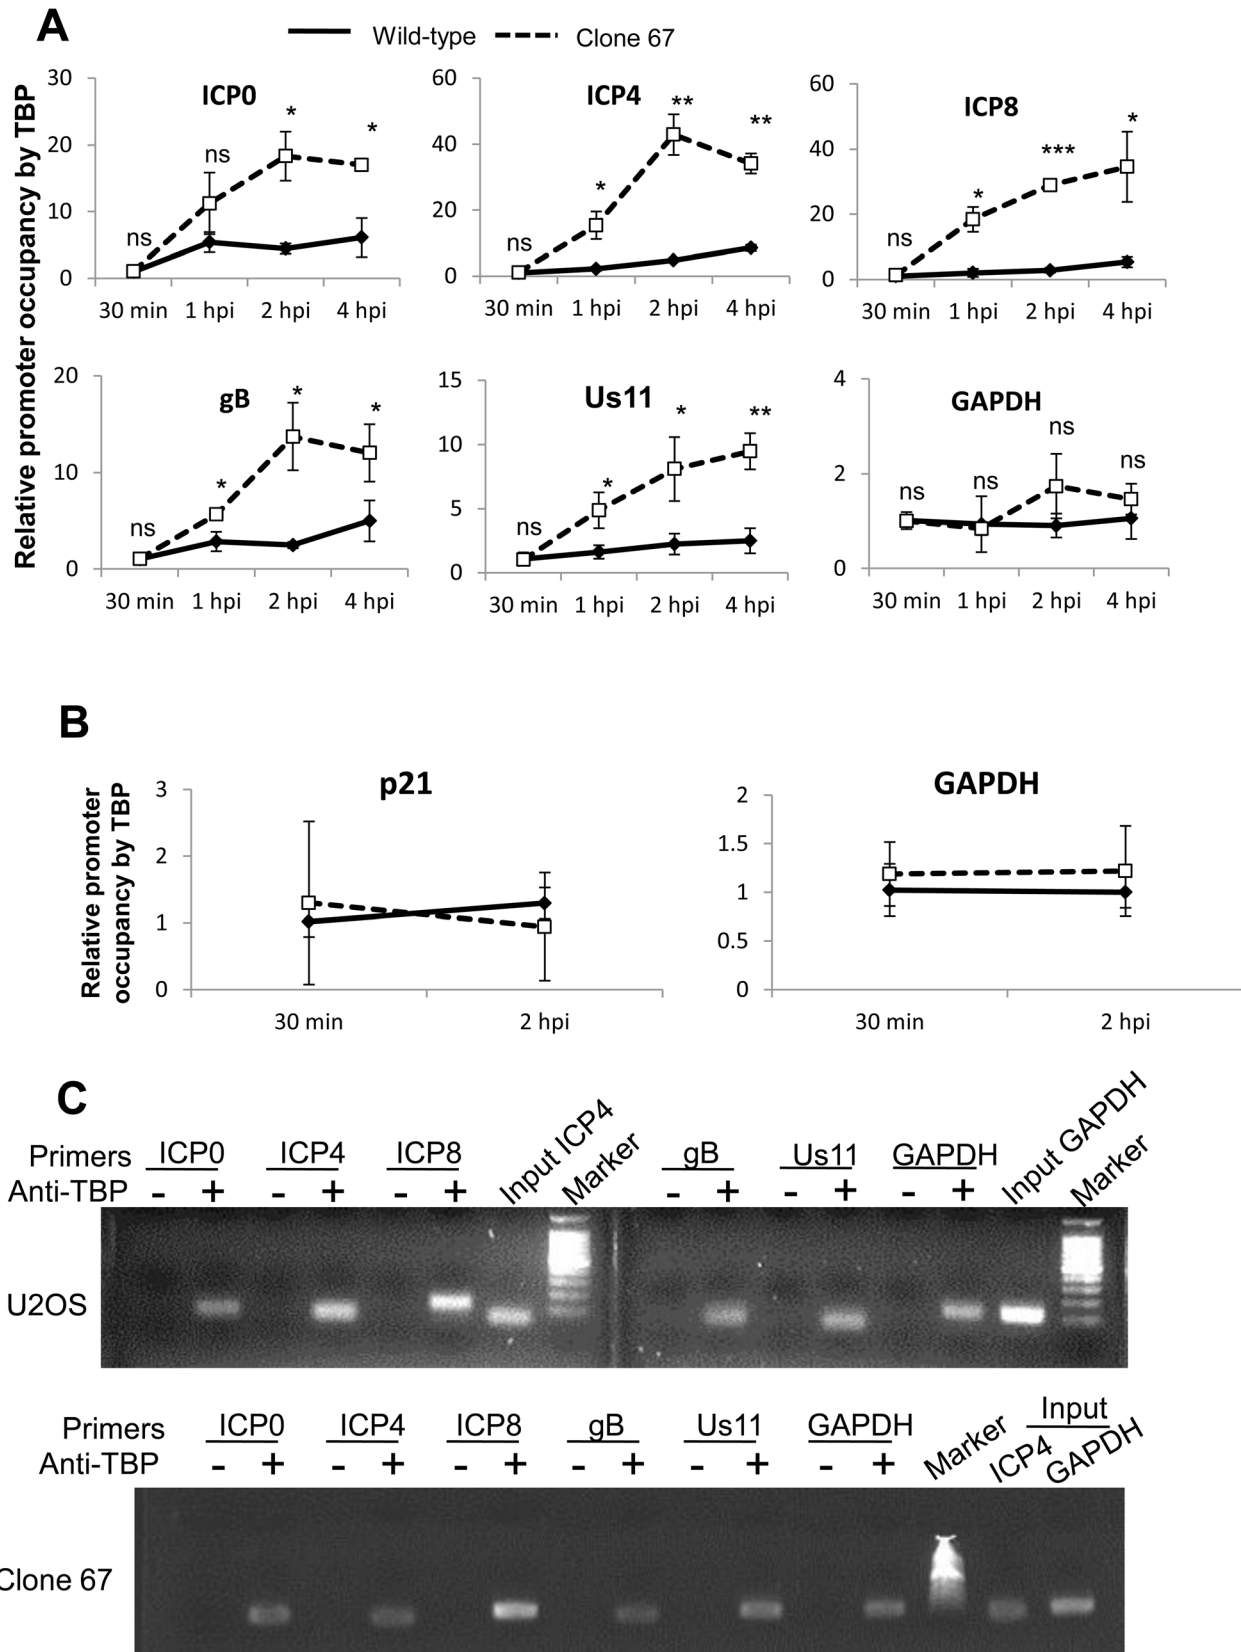 A
Wild-type Clone 67
Relative promoter occupancy by TBP
ICP0
30
20
10
0
ns
ns
*
*
30 min 1 hpi 2 hpi 4 hpi
ICP4
60
40
20
0
ns
*
**
**
30 min 1 hpi 2 hpi 4 hpi
ICP8
60
40
20
0
ns
*
***
*
30 min 1 hpi 2 hpi 4 hpi
gB
20
10
0
ns
*
*
*
30 min 1 hpi 2 hpi 4 hpi
Us11
15
10
5
0
ns
*
*
**
30 min 1 hpi 2 hpi 4 hpi
GAPDH
4
2
0
ns
ns
ns
ns
30 min 1 hpi 2 hpi 4 hpi
B
Relative promoter
occupancy by TBP
p21
3
2
1
0
30 min 2 hpi
GAPDH
2
1.5
1
0.5
0
30 min 2 hpi
C
Primers ICP0 ICP4 ICP8 Input ICP4 Marker gB Us11 GAPDH Input GAPDH Marker
Anti-TBP - + - + - + - + - + - +
U2OS
Primers ICP0 ICP4 ICP8 gB Us11 GAPDH Marker Input
ICP4 GAPDH
Anti-TBP - + - + - + - + - + - +
Clone 67